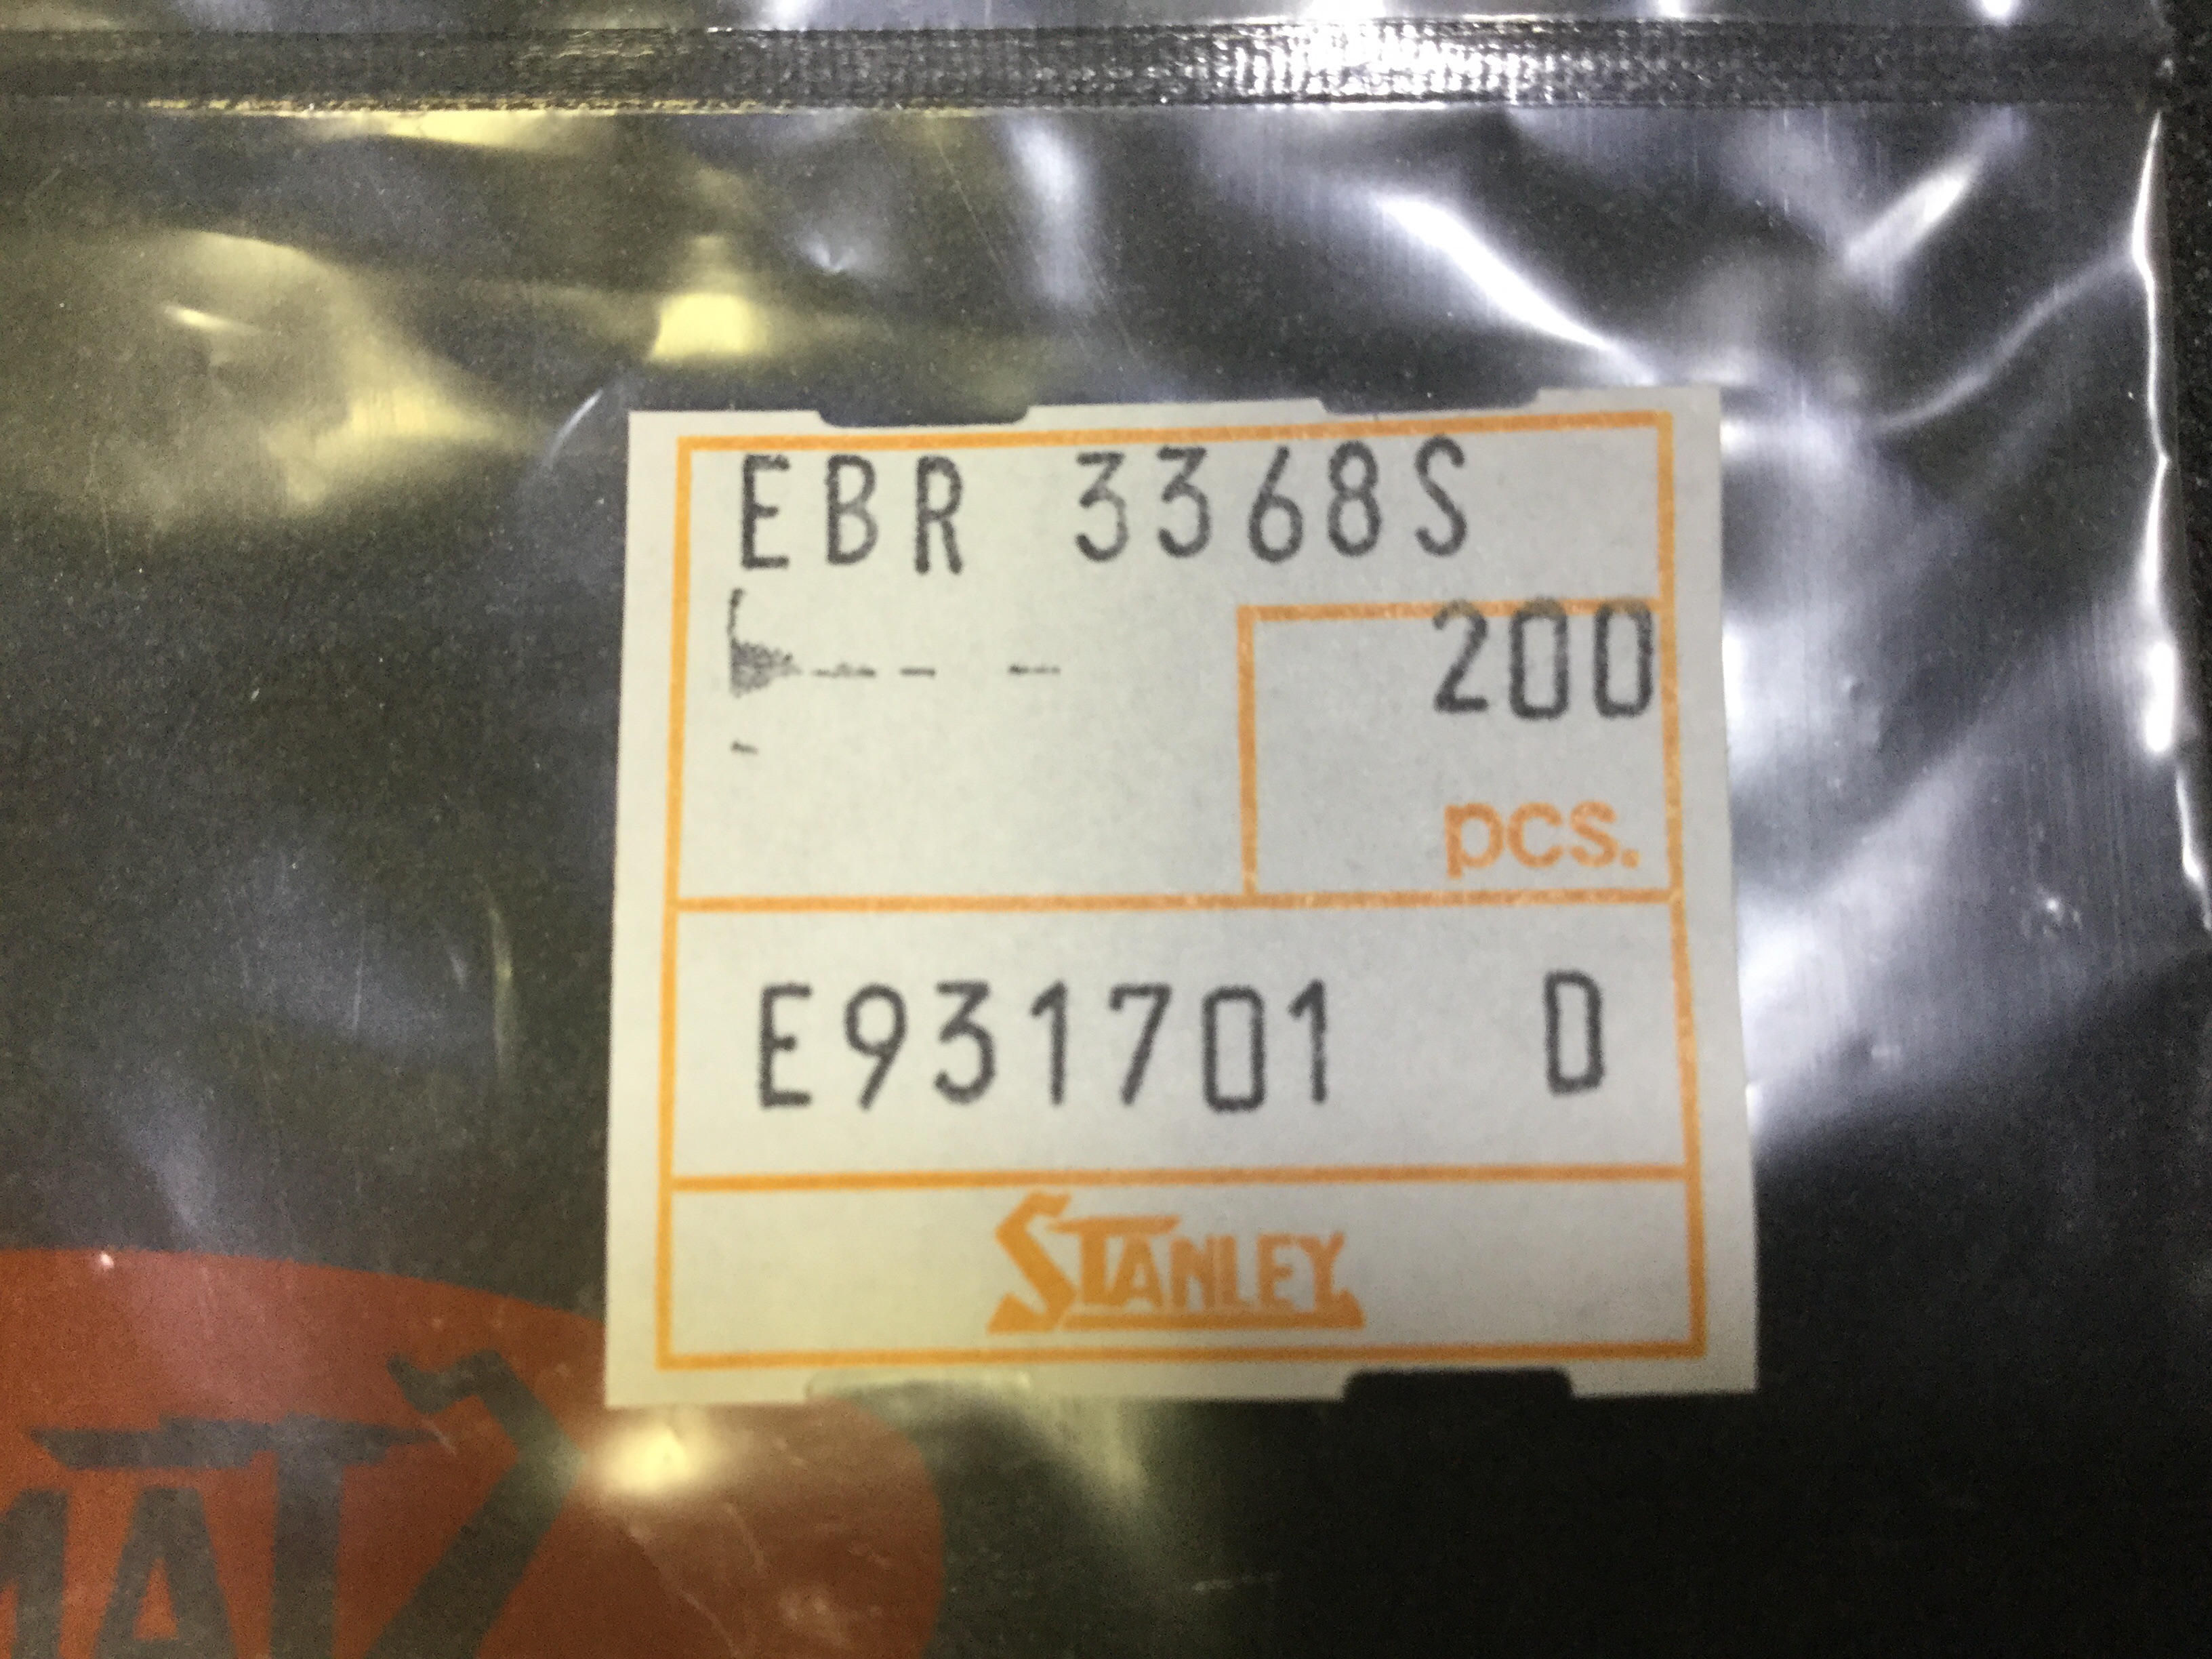 EBR 3368S
200
pcs.
E931701 D
STANLEY